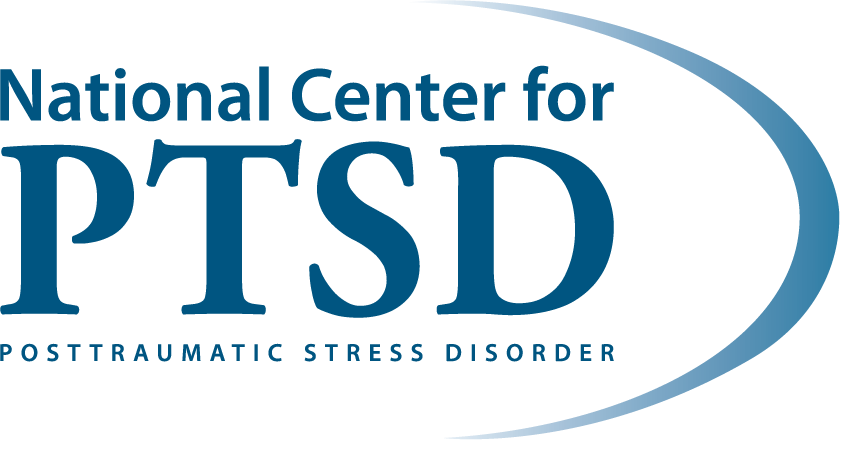 National Center for
PTSD
POSTTRAUMATIC STRESS DISORDER